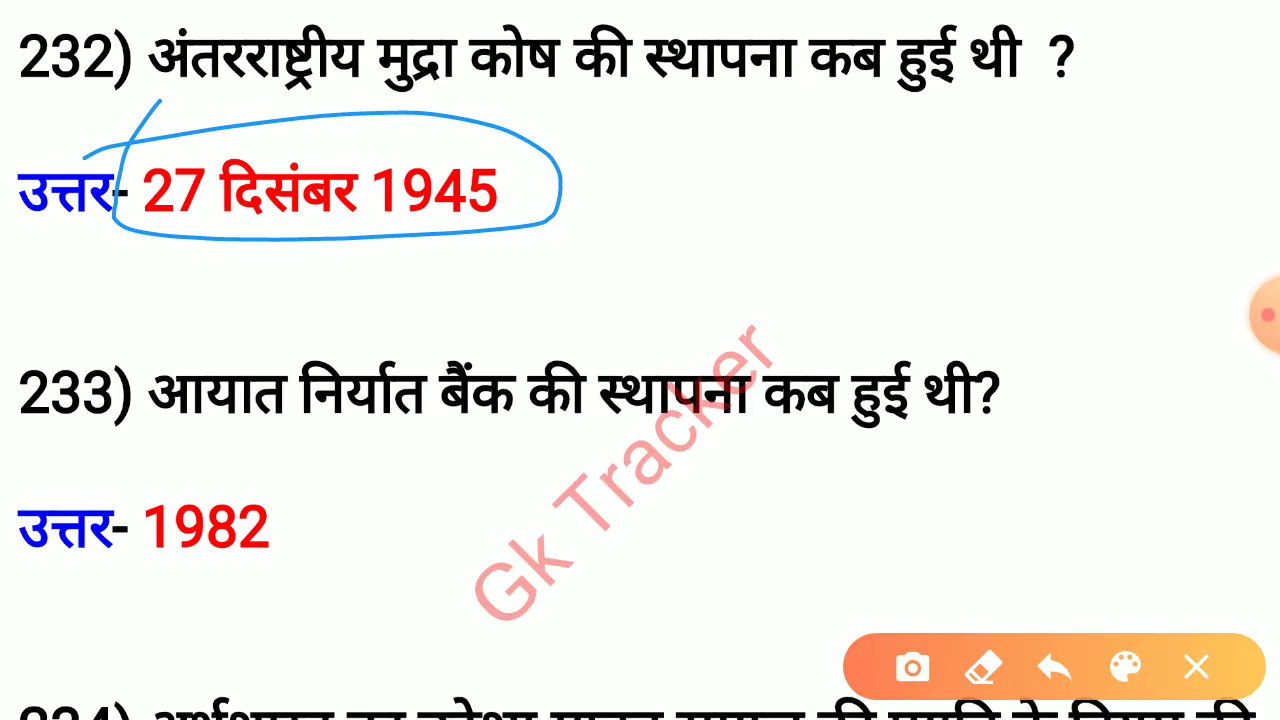 232) अंतरराष्ट्रीय मुद्रा कोष की स्थापना कब हुई थी ?
उत्तर- 27 दिसंबर 1945
233) आयात निर्यात बैंक की स्थापना कब हुई थी?
उत्तर- 1982
Gk Tracker